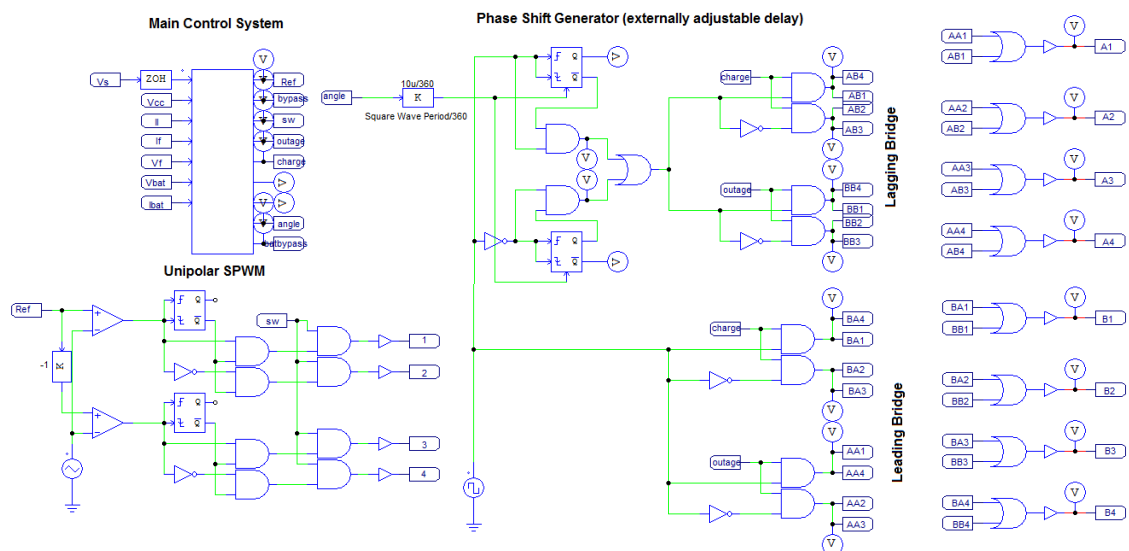 Main Control System
Vs
ZOH
Vcc
Il
If
Vf
Vbat
Ibat
V
Ref
V
bypass
V
sw
V
outage
V
charge
V
V
V
V
angle
batbypass
Unipolar SPWM
Ref
-1
K
+
−
+
−
Q
Q
Q
Q
sw
1
2
3
4
Phase Shift Generator (externally adjustable delay)
angle
10u/360
K
Square Wave Period/360
Q
Q
V
V
V
Q
Q
V
charge
V
AB4
AB1
AB2
AB3
V
outage
V
BB4
BB1
BB2
BB3
V
Lagging Bridge
charge
V
BA4
BA1
BA2
BA3
V
outage
V
AA1
AA4
AA2
AA3
V
Leading Bridge
AA1
AB1
V
A1
AA2
AB2
V
A2
AA3
AB3
V
A3
AA4
AB4
V
A4
BA1
BB1
V
B1
BA2
BB2
V
B2
BA3
BB3
V
B3
BA4
BB4
V
B4